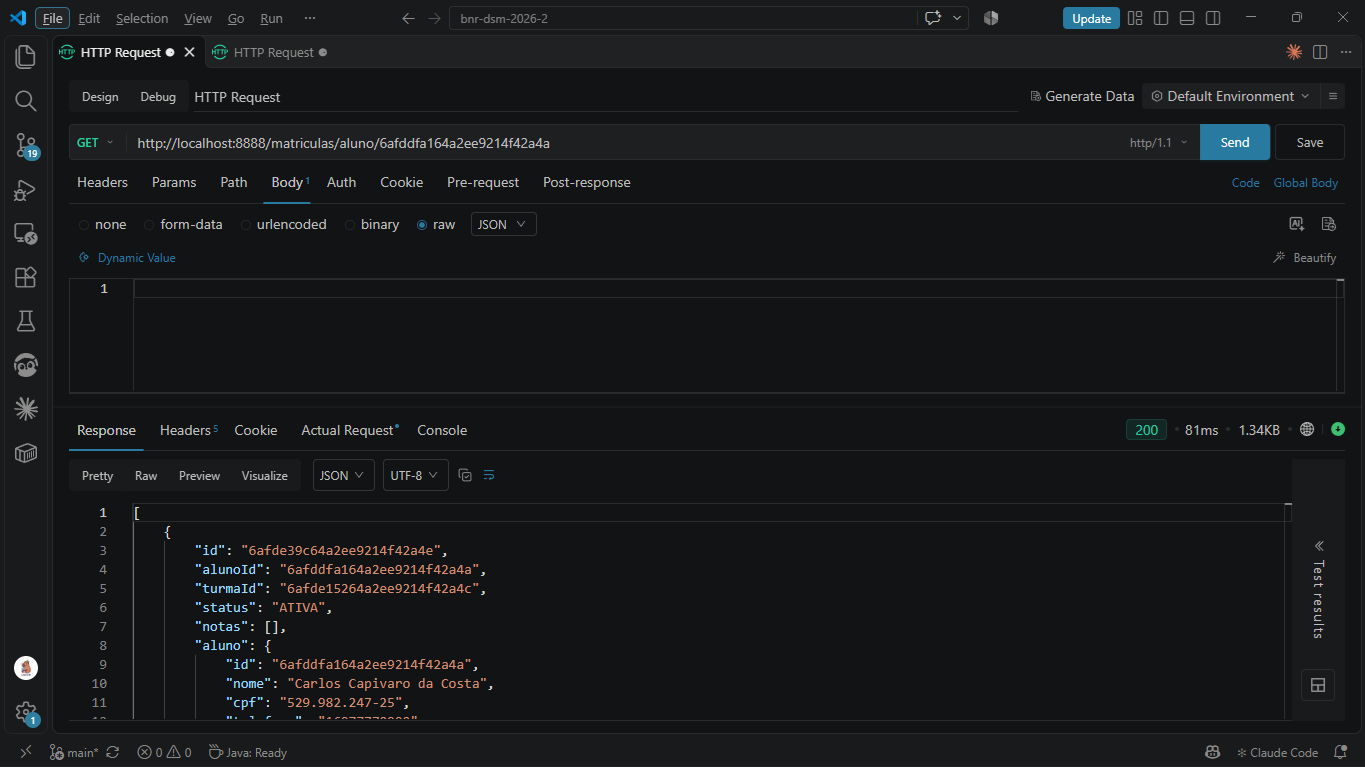 File Edit Selection View Go Run ··· bnr-dsm-2026-2 Update
HTTP HTTP Request HTTP HTTP Request
Design Debug HTTP Request Generate Data Default Environment
GET http://localhost:8888/matriculas/aluno/6afddfa164a2ee9214f42a4a http/1.1 Send Save
Headers Params Path Body 1 Auth Cookie Pre-request Post-response Code Global Body
none form-data urlencoded binary raw JSON AI
Dynamic Value Beautify
1
19
Response Headers 5 Cookie Actual Request Console 200 81ms 1.34KB
Pretty Raw Preview Visualize JSON UTF-8
1 [
2 {
3 "id": "6afde39c64a2ee9214f42a4e",
4 "alunoId": "6afddfa164a2ee9214f42a4a",
5 "turmaId": "6afde15264a2ee9214f42a4c",
6 "status": "ATIVA",
7 "notas": [],
8 "aluno": {
9 "id": "6afddfa164a2ee9214f42a4a",
10 "nome": "Carlos Capivaro da Costa",
11 "cpf": "529.982.247-25",
Test results
1
main* 0 0 Java: Ready Claude Code